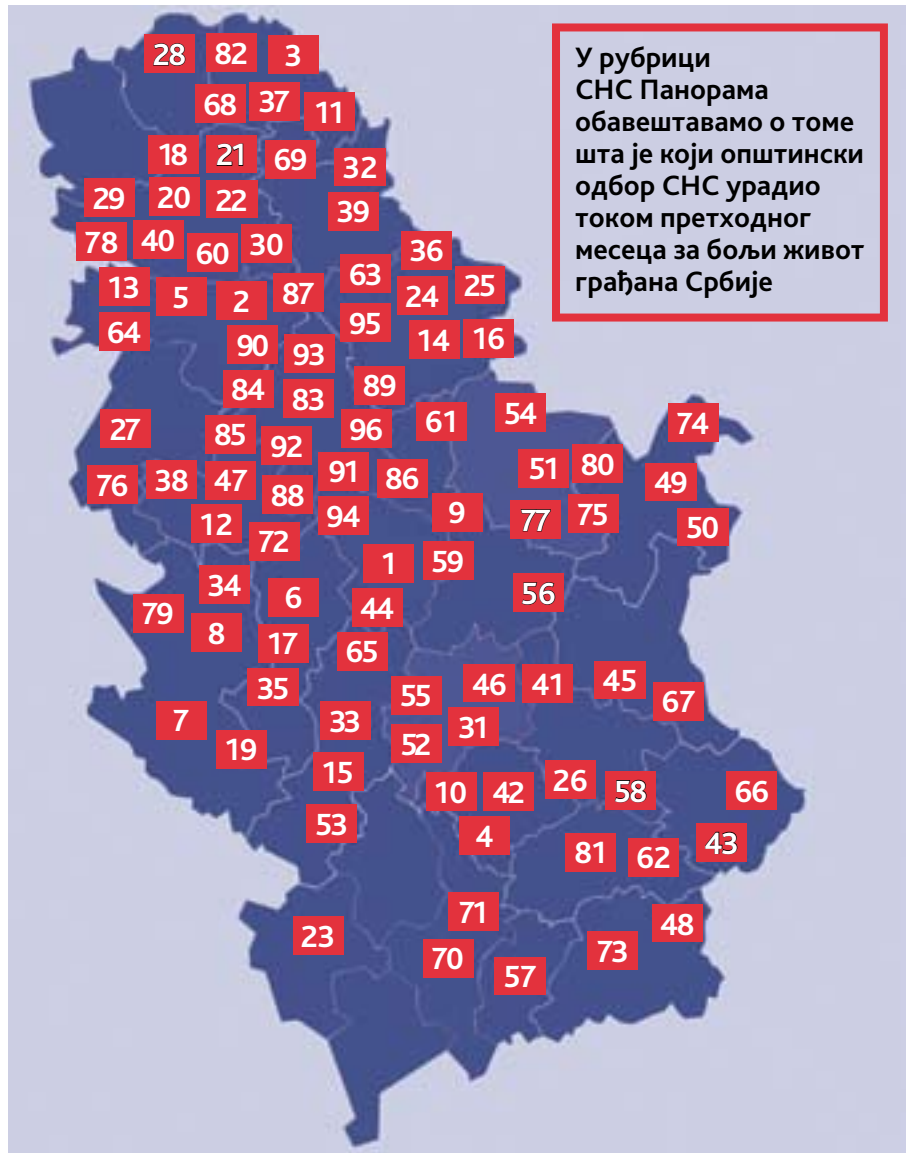 У рубрици
СНС Панорама
обавештавамо о томе
шта је који општински
одбор СНС урадио
током претходног
месеца за бољи живот
грађана Србије
28 82 3
68 37 11
18 21 69 32
29 20 22 39
78 40 60 30 36
13 5 2 87 63 24 25
64 90 93 95 14 16
84 83 89
27 85 92 96 61 54 74
76 38 47 88 91 86 51 80 49
12 72 94 9 77 75 50
1 59
34 6 44 56
79 8 17 65
35 55 46 41 45 67
7 19 33 52 31
15 10 42 26 58 66
53 4 81 62 43
71 48
23 70 57 73